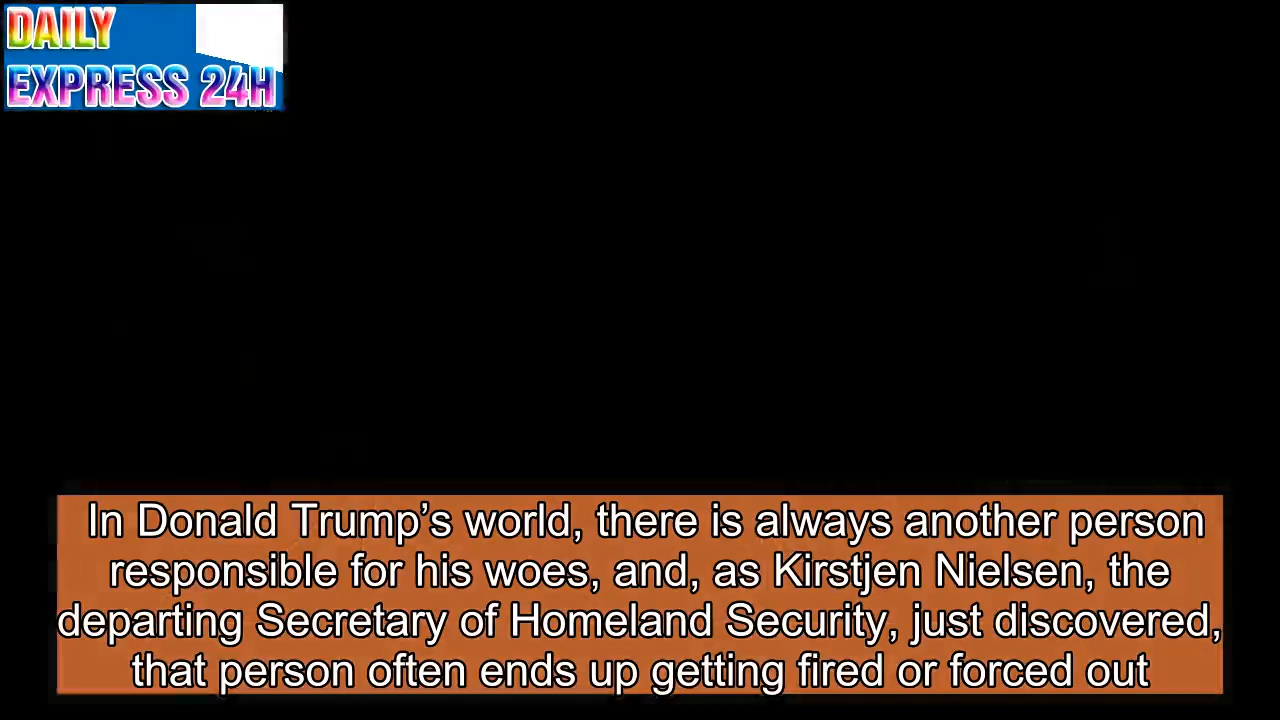 DAILY
EXPRESS 24H
In Donald Trump’s world, there is always another person
responsible for his woes, and, as Kirstjen Nielsen, the
departing Secretary of Homeland Security, just discovered,
that person often ends up getting fired or forced out